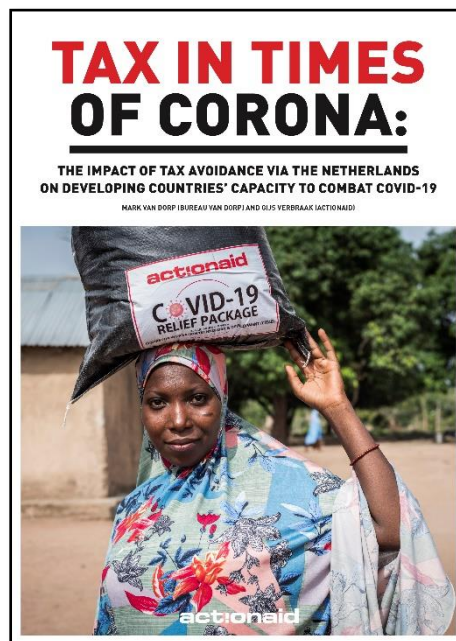 TAX IN TIMES
OF CORONA:
THE IMPACT OF TAX AVOIDANCE VIA THE NETHERLANDS
ON DEVELOPING COUNTRIES' CAPACITY TO COMBAT COVID-19
MARK VAN DORP (BUREAU VAN DORP) AND GIJS VERBRAAK (ACTIONAID)
actionaid
COVID-19
RELIEF PACKAGE
actionaid